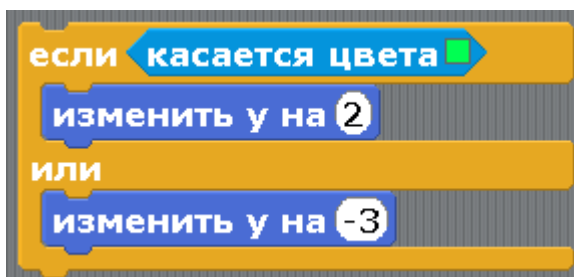 если касается цвета
изменить y на 2
или
изменить y на -3